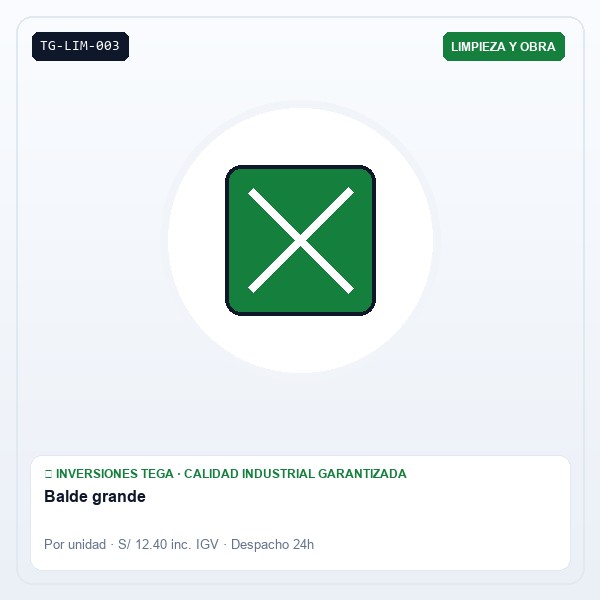 TG-LIM-003
LIMPIEZA Y OBRA
INVERSIONES TEGA · CALIDAD INDUSTRIAL GARANTIZADA
Balde grande
Por unidad · S/ 12.40 inc. IGV · Despacho 24h